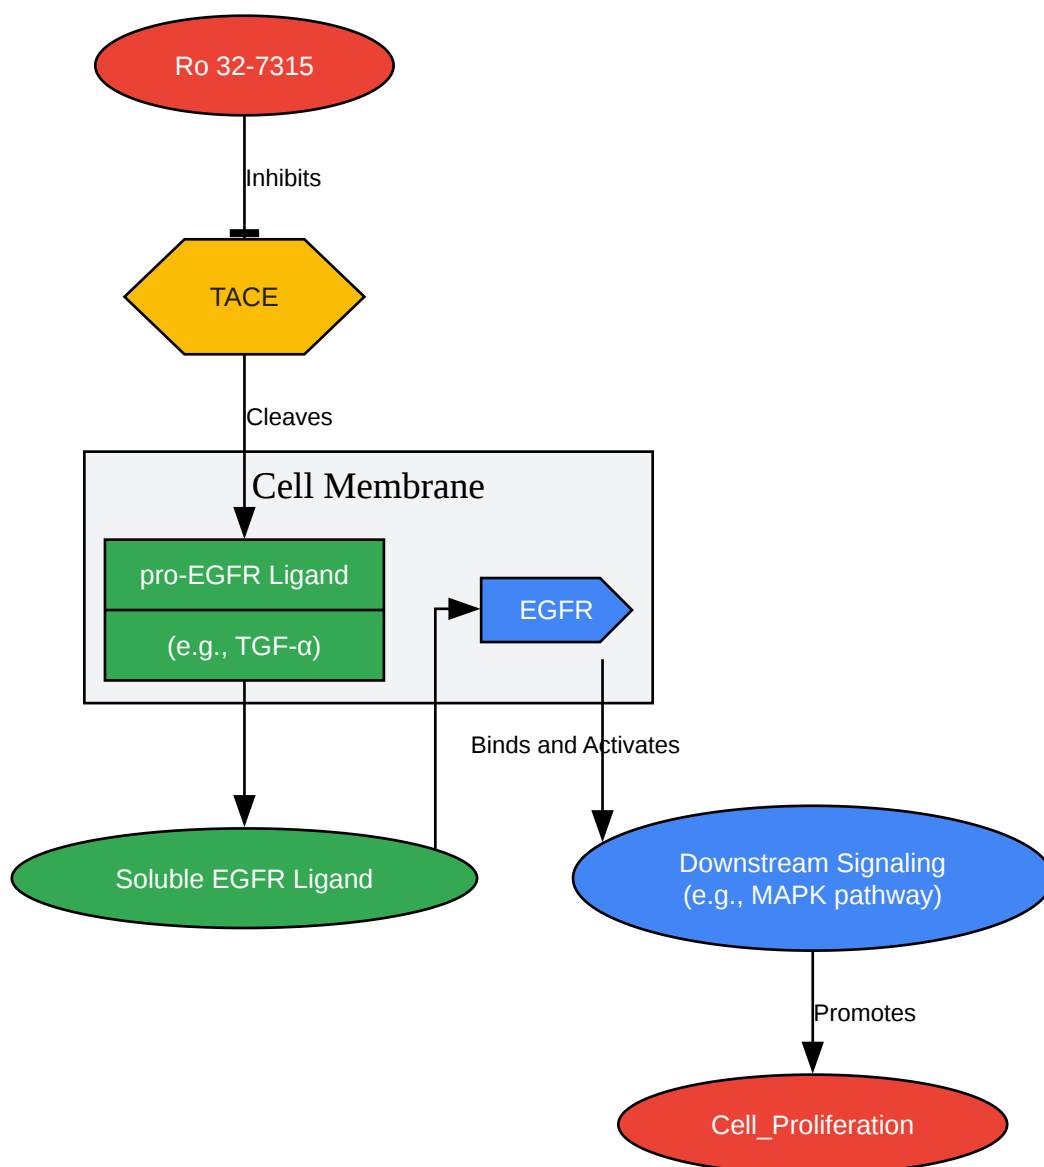 Ro 32-7315
Inhibits
TACE
Cleaves
Cell Membrane
pro-EGFR Ligand
(e.g., TGF-α)
EGFR
Binds and Activates
Soluble EGFR Ligand
Downstream Signaling
(e.g., MAPK pathway)
Promotes
Cell_Proliferation